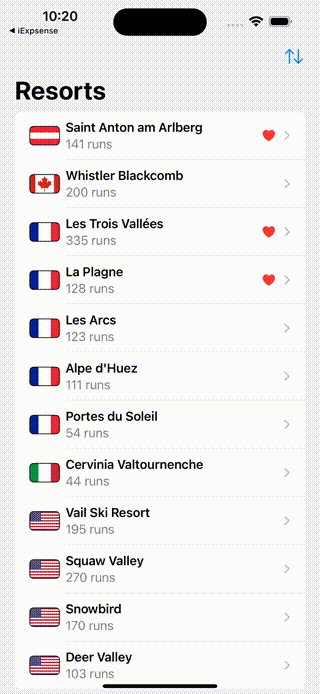 10:20
◀ iExpsense
Resorts
Saint Anton am Arlberg
141 runs
Whistler Blackcomb
200 runs
Les Trois Vallées
335 runs
La Plagne
128 runs
Les Arcs
123 runs
Alpe d'Huez
111 runs
Portes du Soleil
54 runs
Cervinia Valtournenche
44 runs
Vail Ski Resort
195 runs
Squaw Valley
270 runs
Snowbird
170 runs
Deer Valley
103 runs